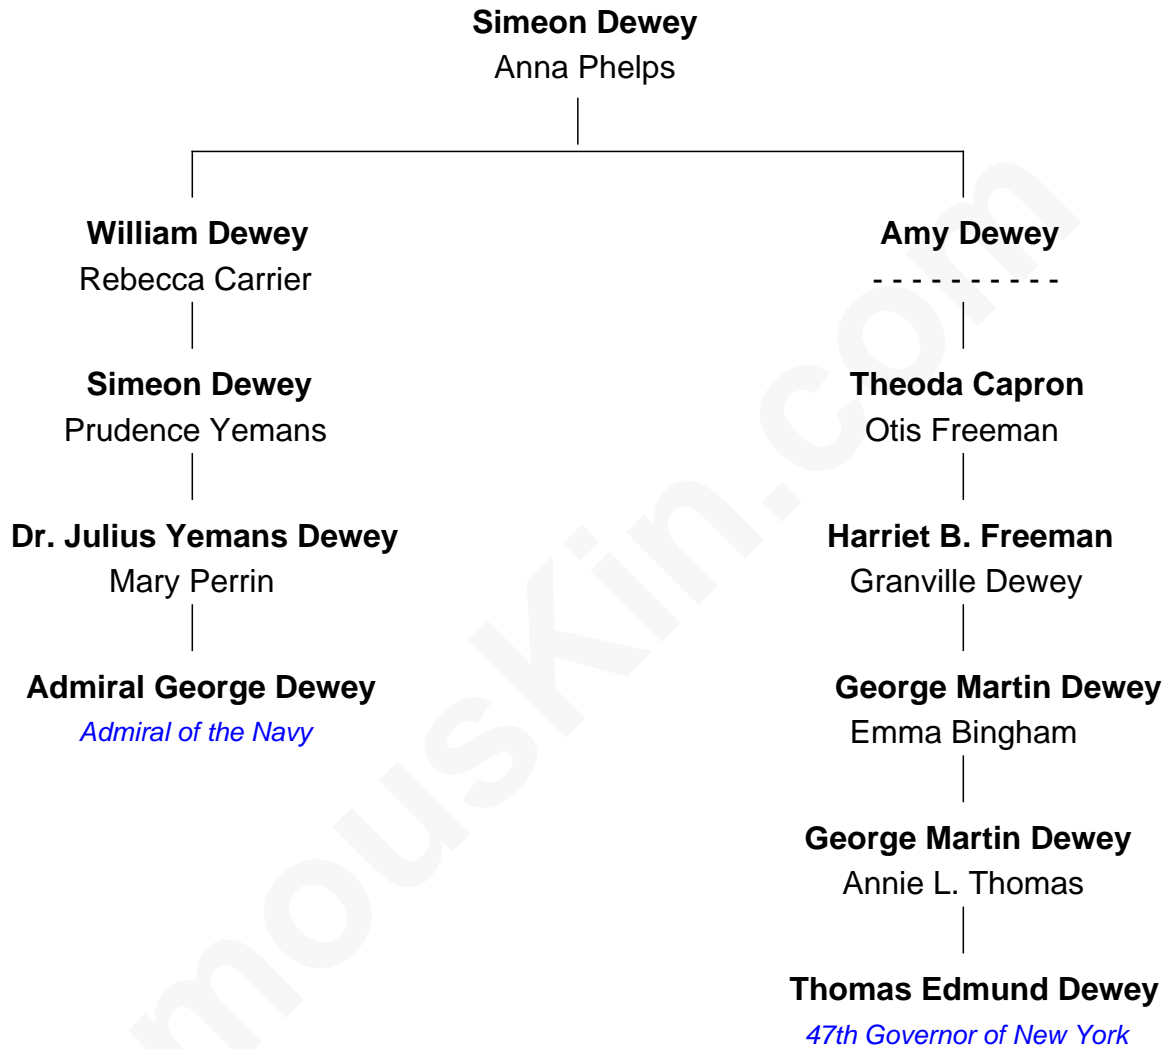 Simeon Dewey
Anna Phelps
William Dewey
Rebecca Carrier
Amy Dewey
- - - - - - - - - -
Simeon Dewey
Prudence Yemans
Theoda Capron
Otis Freeman
Dr. Julius Yemans Dewey
Mary Perrin
Harriet B. Freeman
Granville Dewey
Admiral George Dewey
Admiral of the Navy
George Martin Dewey
Emma Bingham
George Martin Dewey
Annie L. Thomas
Thomas Edmund Dewey
47th Governor of New York
mousKin.com